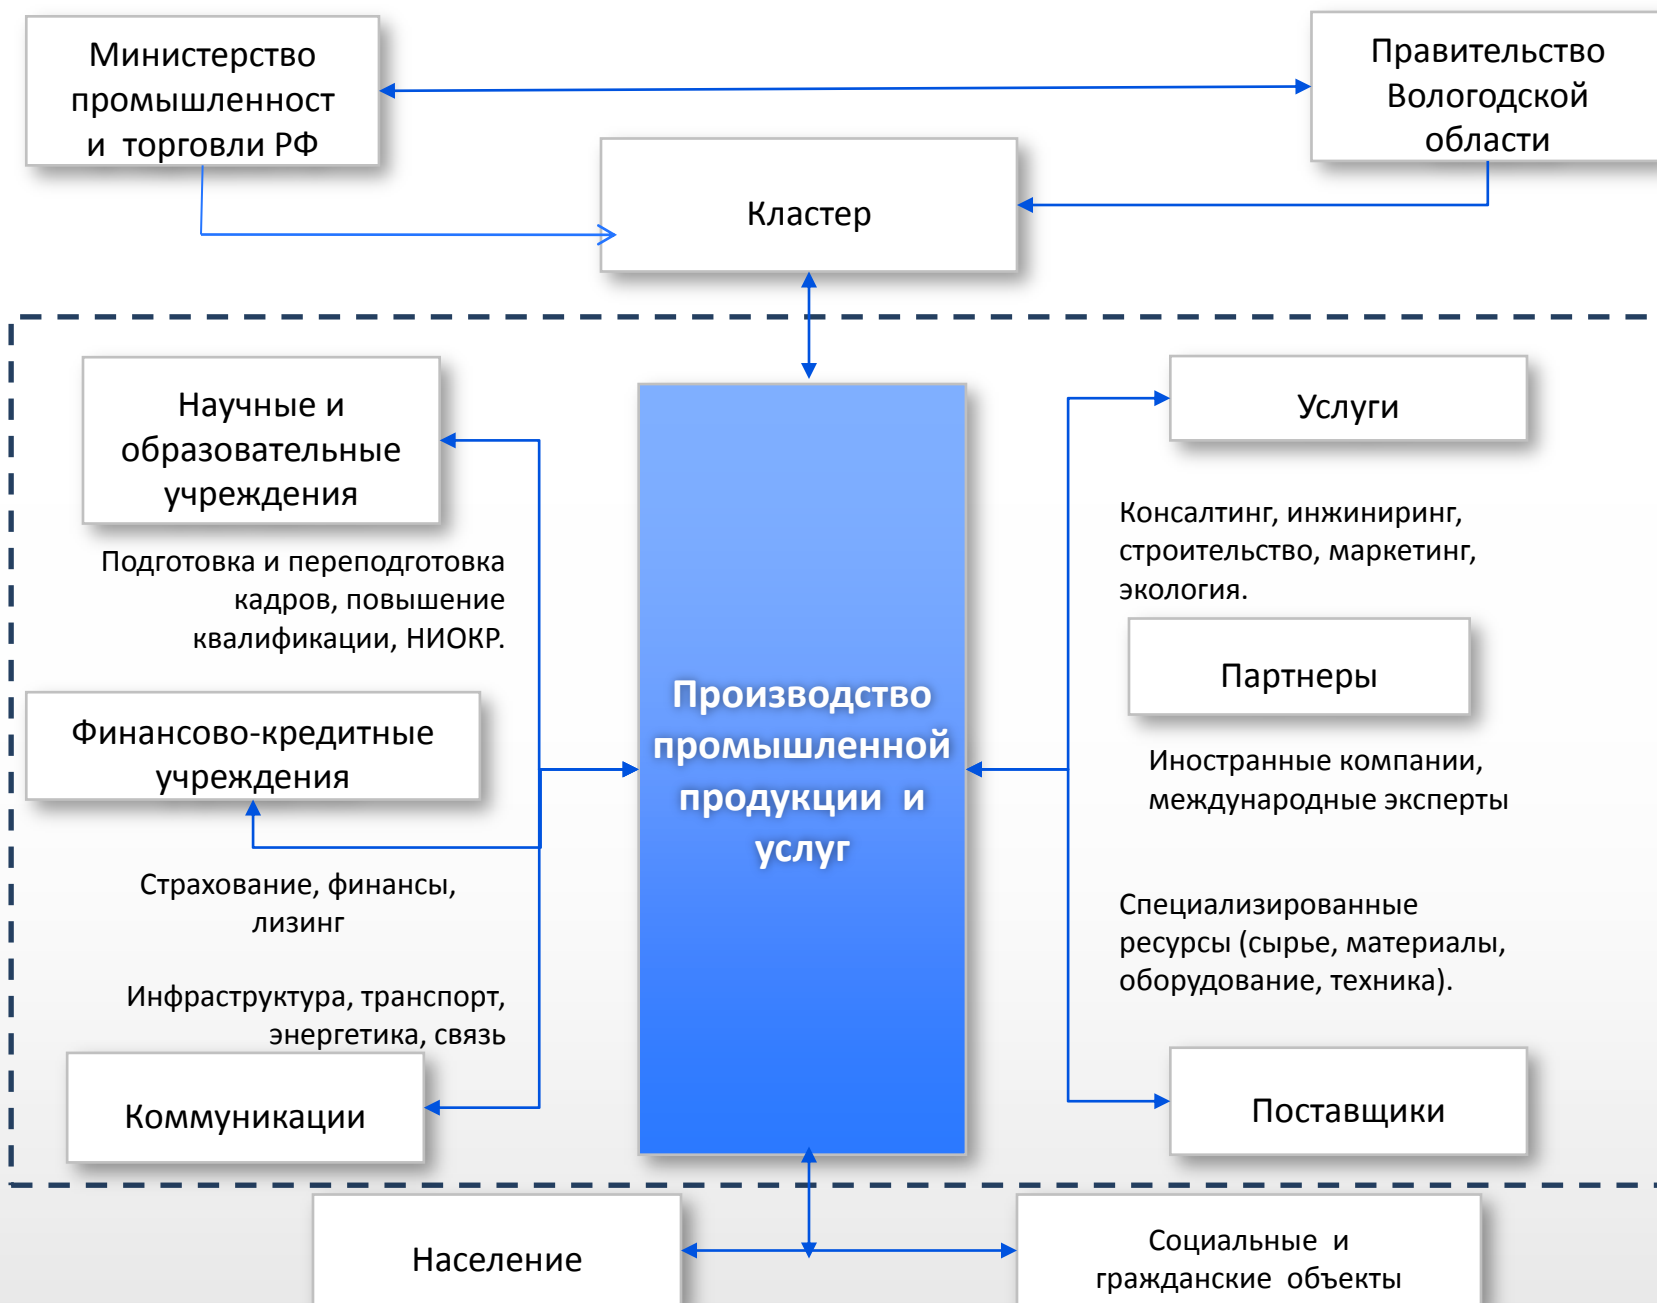 Министерство
промышленност
и торговли РФ
Правительство
Вологодской
области
Кластер
Научные и
образовательные
учреждения
Подготовка и переподготовка
кадров, повышение
квалификации, НИОКР.
Финансово-кредитные
учреждения
Страхование, финансы,
лизинг
Инфраструктура, транспорт,
энергетика, связь
Коммуникации
Производство
промышленной
продукции и
услуг
Услуги
Консалтинг, инжиниринг,
строительство, маркетинг,
экология.
Партнеры
Иностранные компании,
международные эксперты
Специализированные
ресурсы (сырье, материалы,
оборудование, техника).
Поставщики
Население
Социальные и
гражданские объекты